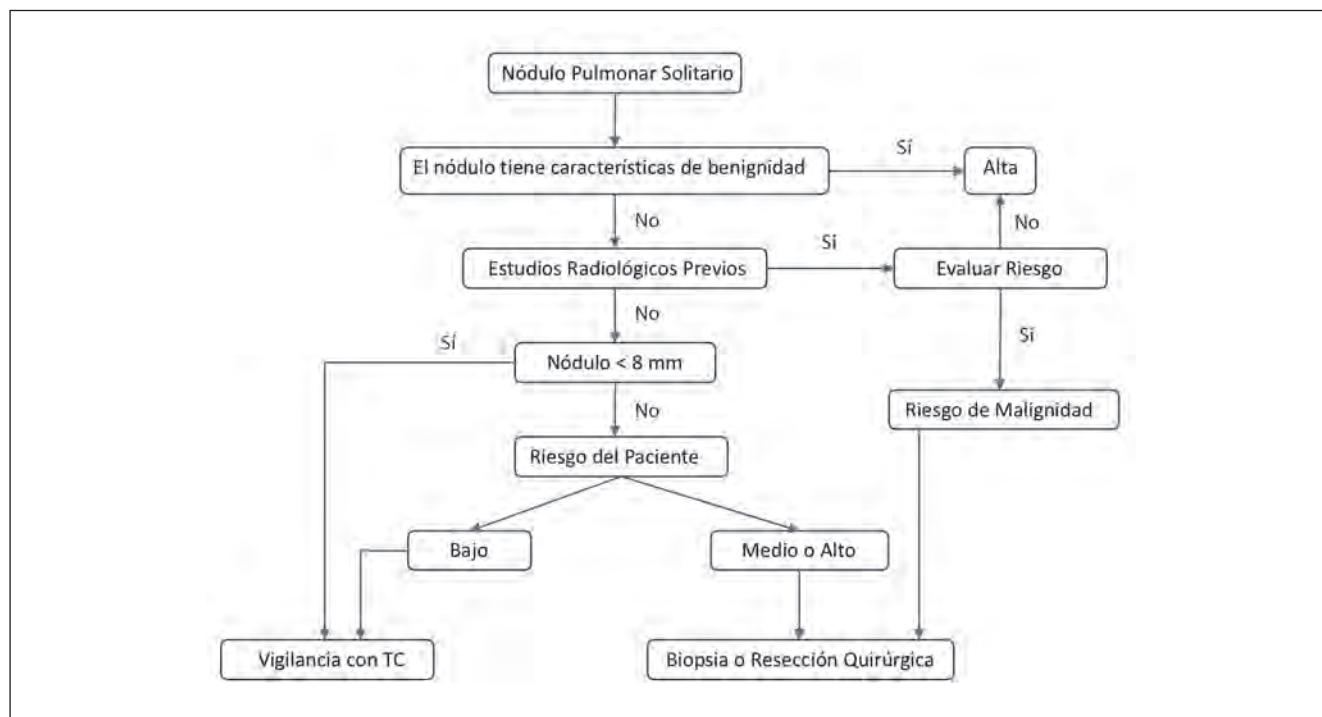 Nódulo Pulmonar Solitario
El nódulo tiene características de benignidad
Sí
Alta
No
No
Estudios Radiológicos Previos
Si
Evaluar Riesgo
No
Si
Sí
Nódulo < 8 mm
No
Riesgo de Malignidad
Riesgo del Paciente
Bajo
Medio o Alto
Vigilancia con TC
Biopsia o Resección Quirúrgica